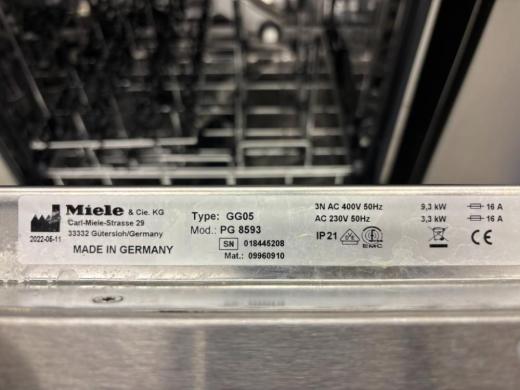 Miele & Cie. KG
Carl-Miele-Strasse 29
33332 Gütersloh/Germany
2022-05-11
MADE IN GERMANY
Type: GG05
Mod.: PG 8593
SN 018445208
Mat.: 09960910
3N AC 400V 50Hz 9,3 kW 16 A
AC 230V 50Hz 3,3 kW 16 A
IP21 EMC CE